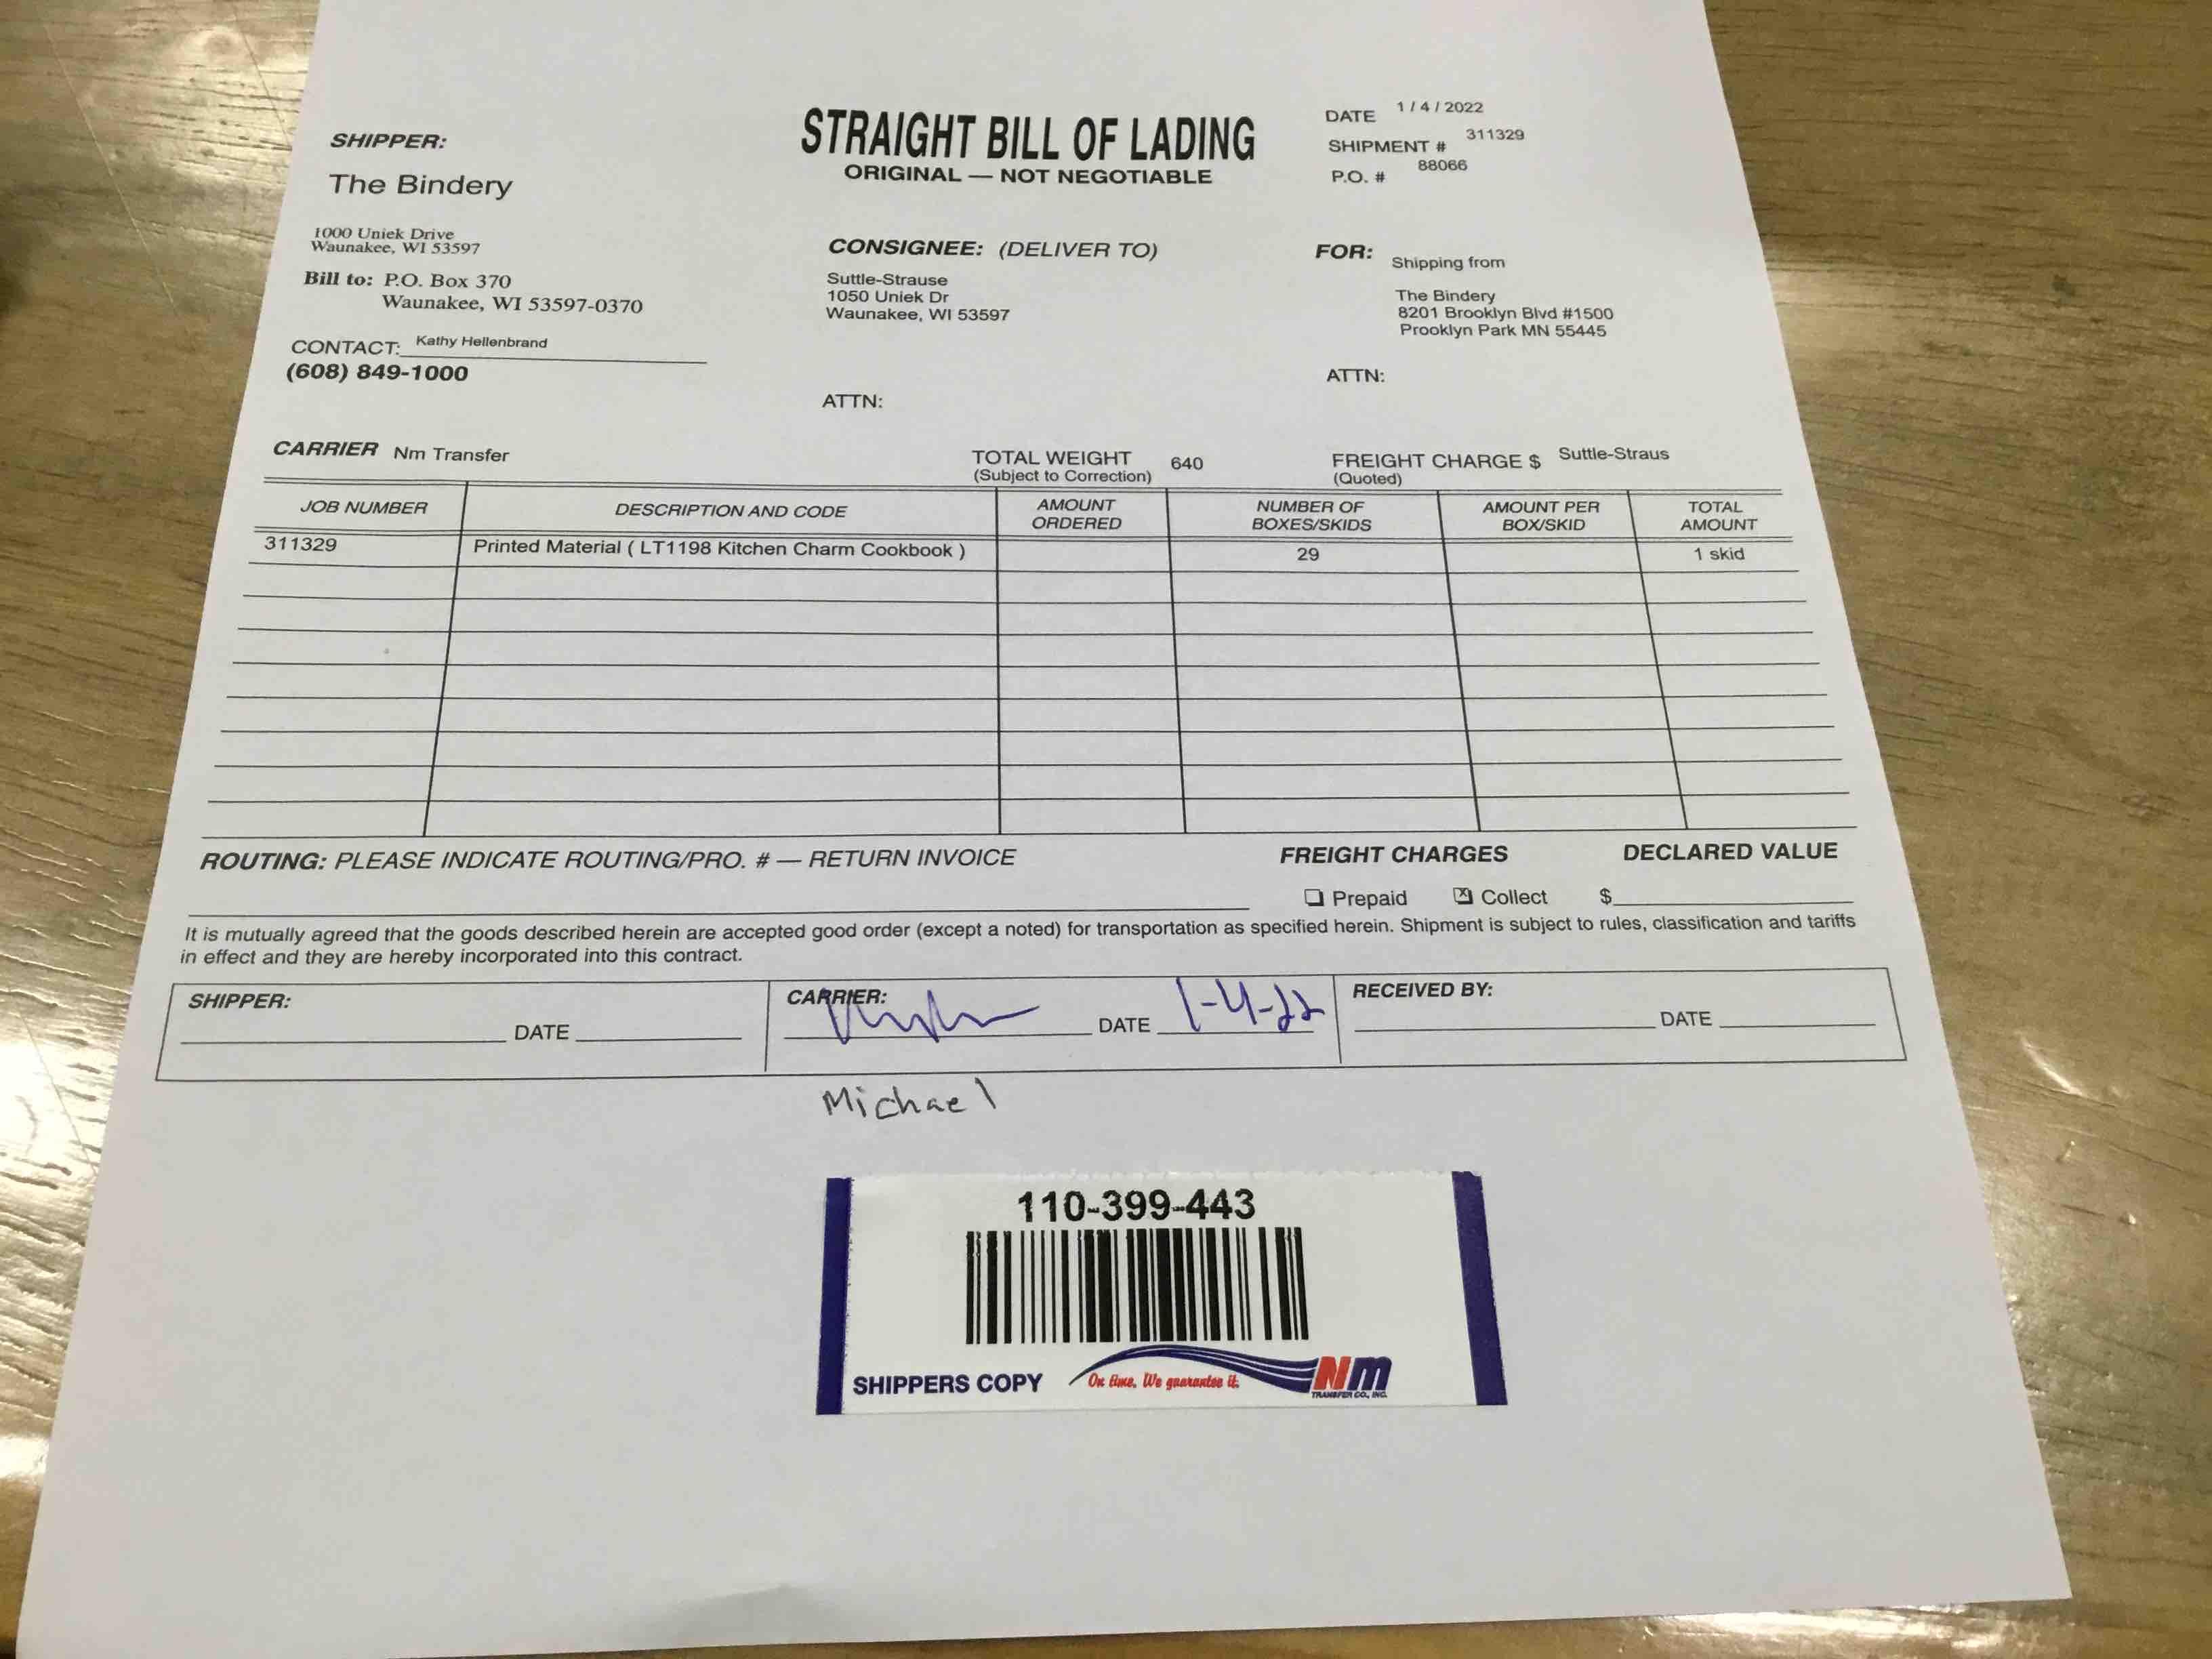 STRAIGHT BILL OF LADING
ORIGINAL — NOT NEGOTIABLE
DATE 1 / 4 / 2022
SHIPMENT # 311329
P.O. # 88066
SHIPPER:
The Bindery
1000 Uniek Drive
Waunakee, WI 53597
Bill to: P.O. Box 370
Waunakee, WI 53597-0370
CONTACT: Kathy Hellenbrand
(608) 849-1000
CONSIGNEE: (DELIVER TO)
Suttle-Strause
1050 Uniek Dr
Waunakee, WI 53597
ATTN:
FOR: Shipping from
The Bindery
8201 Brooklyn Blvd #1500
Prooklyn Park MN 55445
ATTN:
CARRIER Nm Transfer
TOTAL WEIGHT 640
(Subject to Correction)
FREIGHT CHARGE $ Suttle-Straus
(Quoted)
JOB NUMBER DESCRIPTION AND CODE AMOUNT ORDERED NUMBER OF BOXES/SKIDS AMOUNT PER BOX/SKID TOTAL AMOUNT
311329 Printed Material ( LT1198 Kitchen Charm Cookbook ) 29 1 skid
ROUTING: PLEASE INDICATE ROUTING/PRO. # — RETURN INVOICE
FREIGHT CHARGES DECLARED VALUE
Prepaid Collect $
It is mutually agreed that the goods described herein are accepted good order (except a noted) for transportation as specified herein. Shipment is subject to rules, classification and tariffs
in effect and they are hereby incorporated into this contract.
SHIPPER: DATE
CARRIER: DATE 1-4-22
RECEIVED BY: DATE
Michael
110-399-443
SHIPPERS COPY On time. We guarantee it. Nm
TRANSFER CO., INC.